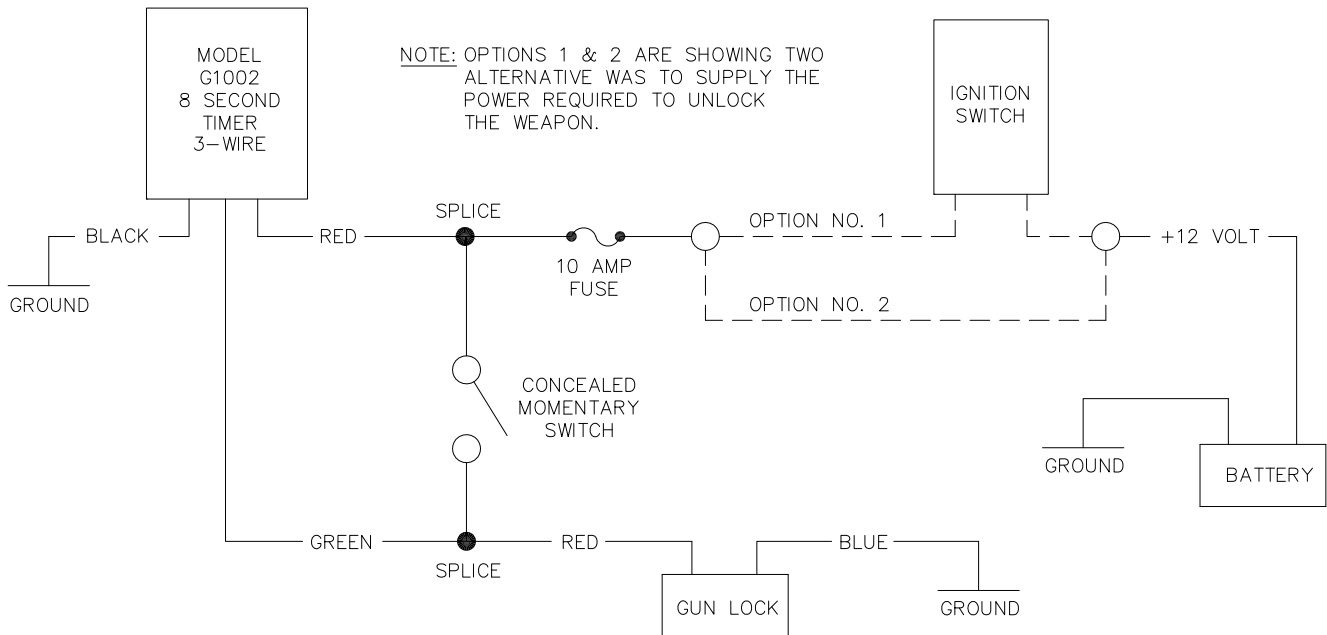 MODEL
G1002
8 SECOND
TIMER
3-WIRE
NOTE: OPTIONS 1 & 2 ARE SHOWING TWO
ALTERNATIVE WAS TO SUPPLY THE
POWER REQUIRED TO UNLOCK
THE WEAPON.
IGNITION
SWITCH
BLACK
RED
SPLICE
OPTION NO. 1
+12 VOLT
10 AMP
FUSE
GROUND
OPTION NO. 2
CONCEALED
MOMENTARY
SWITCH
GROUND
BATTERY
GREEN
RED
BLUE
SPLICE
GUN LOCK
GROUND